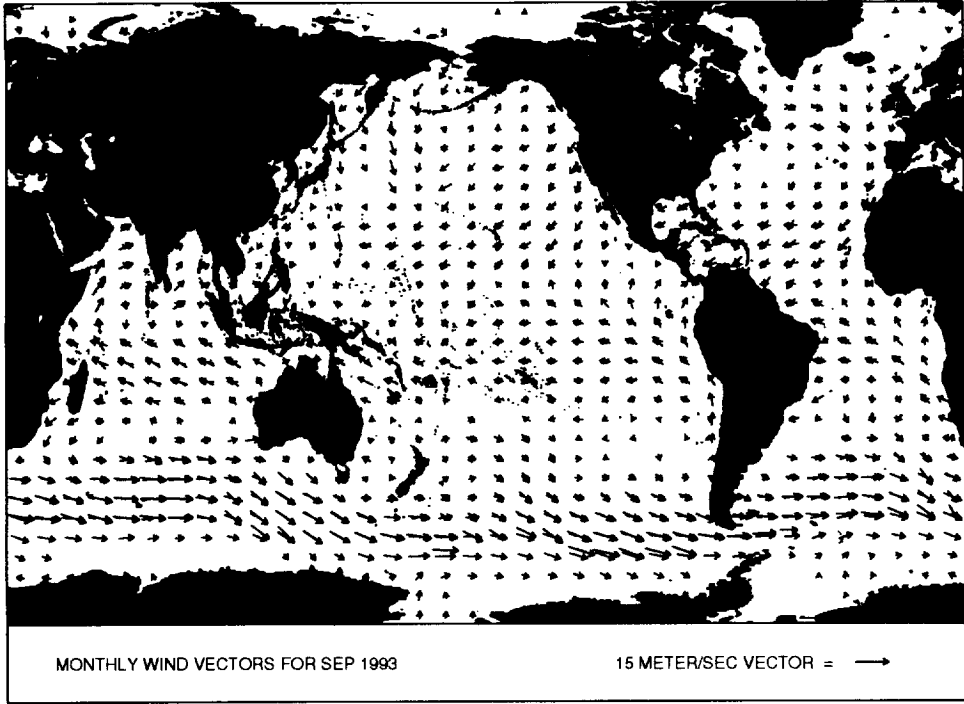 MONTHLY WIND VECTORS FOR SEP 1993
15 METER/SEC VECTOR =